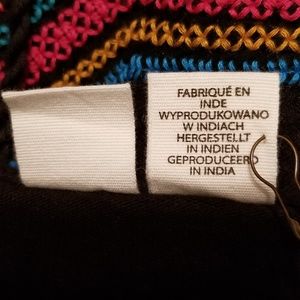 FABRIQUÉ EN
INDE
WYPRODUKOWANO
W INDIACH
HERGESTELLT
IN INDIEN
GEPRODUCEERD
IN INDIA